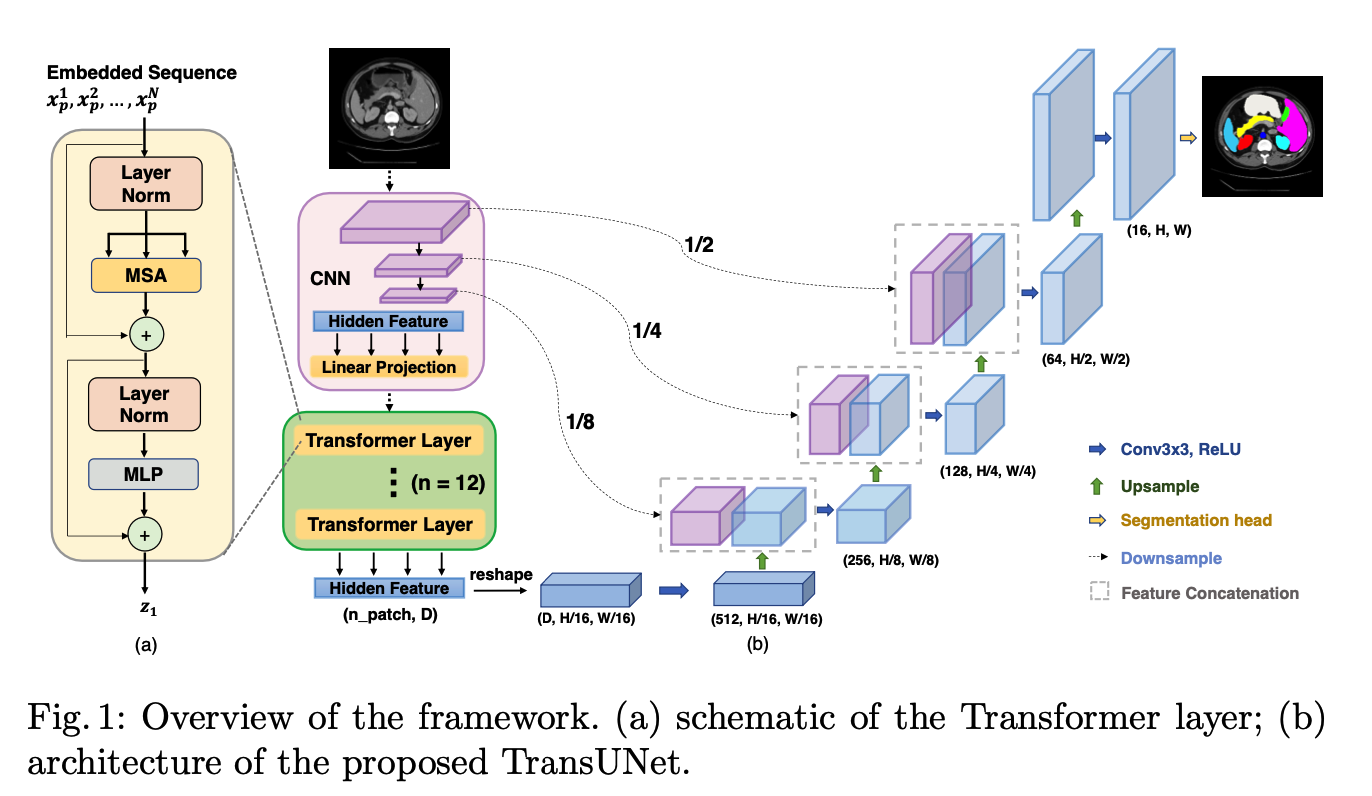 Embedded Sequence
x_p^1, x_p^2, ..., x_p^N
Layer
Norm
MSA
+
Layer
Norm
MLP
+
z_1
(a)
CNN
Hidden Feature
Linear Projection
Transformer Layer
⋮ (n = 12)
Transformer Layer
Hidden Feature
(n_patch, D)
reshape
(D, H/16, W/16)
(512, H/16, W/16)
(b)
1/2
1/4
1/8
(256, H/8, W/8)
(128, H/4, W/4)
(64, H/2, W/2)
(16, H, W)
Conv3x3, ReLU
Upsample
Segmentation head
Downsample
Feature Concatenation
Fig. 1: Overview of the framework. (a) schematic of the Transformer layer; (b)
architecture of the proposed TransUNet.